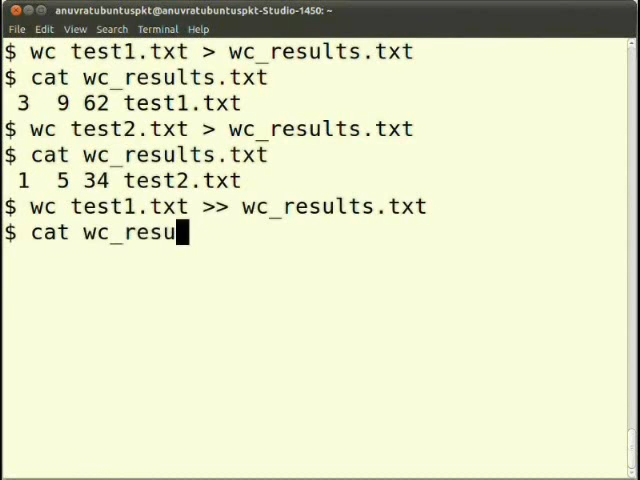 anuvratubuntuspkt@anuvratubuntuspkt-Studio-1450: ~
File Edit View Search Terminal Help
$ wc test1.txt > wc_results.txt
$ cat wc_results.txt
 3  9 62 test1.txt
$ wc test2.txt > wc_results.txt
$ cat wc_results.txt
 1  5 34 test2.txt
$ wc test1.txt >> wc_results.txt
$ cat wc_resu